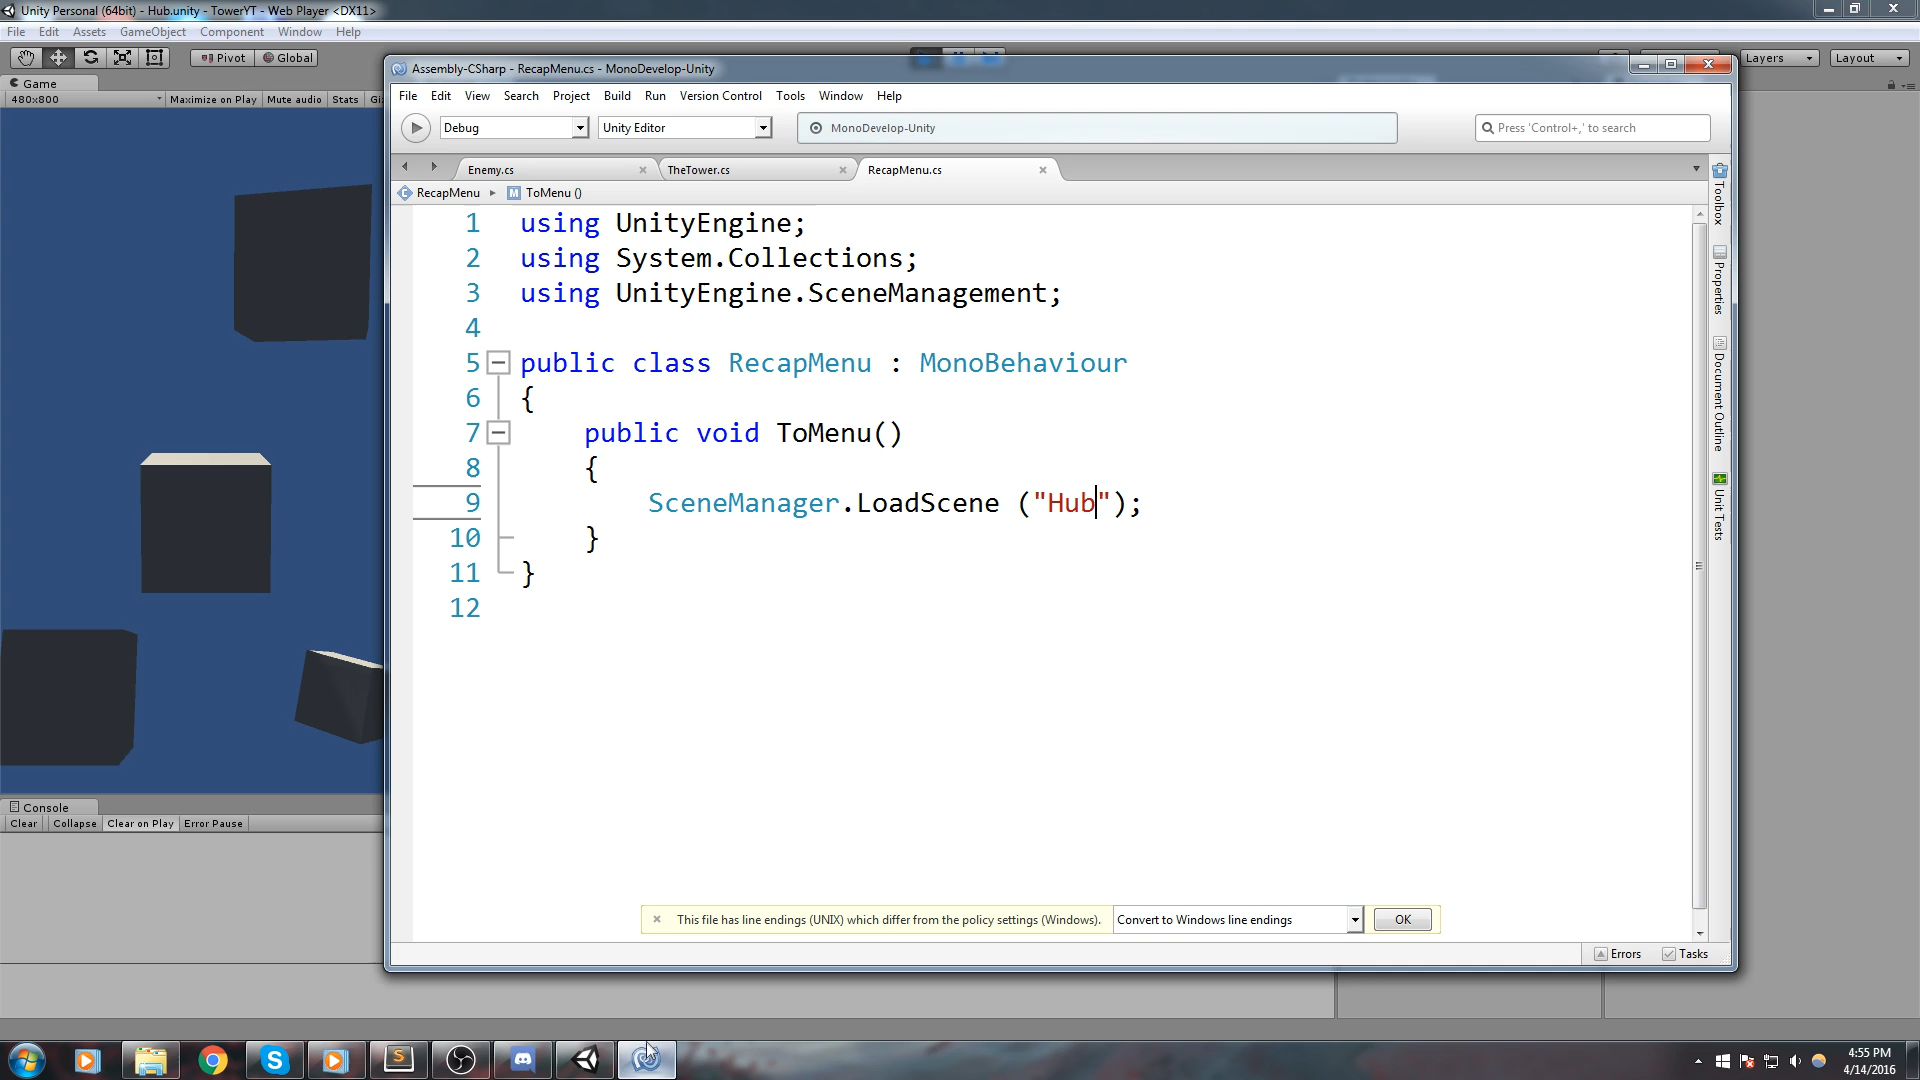 Unity Personal (64bit) - Hub.unity - TowerYT - Web Player <DX11>
File Edit Assets GameObject Component Window Help
Pivot Global
Layers Layout
Game
480x800 Maximize on Play Mute audio Stats
Assembly-CSharp - RecapMenu.cs - MonoDevelop-Unity
File Edit View Search Project Build Run Version Control Tools Window Help
Debug Unity Editor MonoDevelop-Unity Press 'Control+,' to search
Enemy.cs TheTower.cs RecapMenu.cs
RecapMenu ToMenu ()
1 using UnityEngine;
2 using System.Collections;
3 using UnityEngine.SceneManagement;
4
5 public class RecapMenu : MonoBehaviour
6 {
7 public void ToMenu()
8 {
9 SceneManager.LoadScene ("Hub");
10 }
11 }
12
Toolbox
Properties
Document Outline
Unit Tests
Console
Clear Collapse Clear on Play Error Pause
This file has line endings (UNIX) which differ from the policy settings (Windows). Convert to Windows line endings OK
Errors Tasks
4:55 PM
4/14/2016